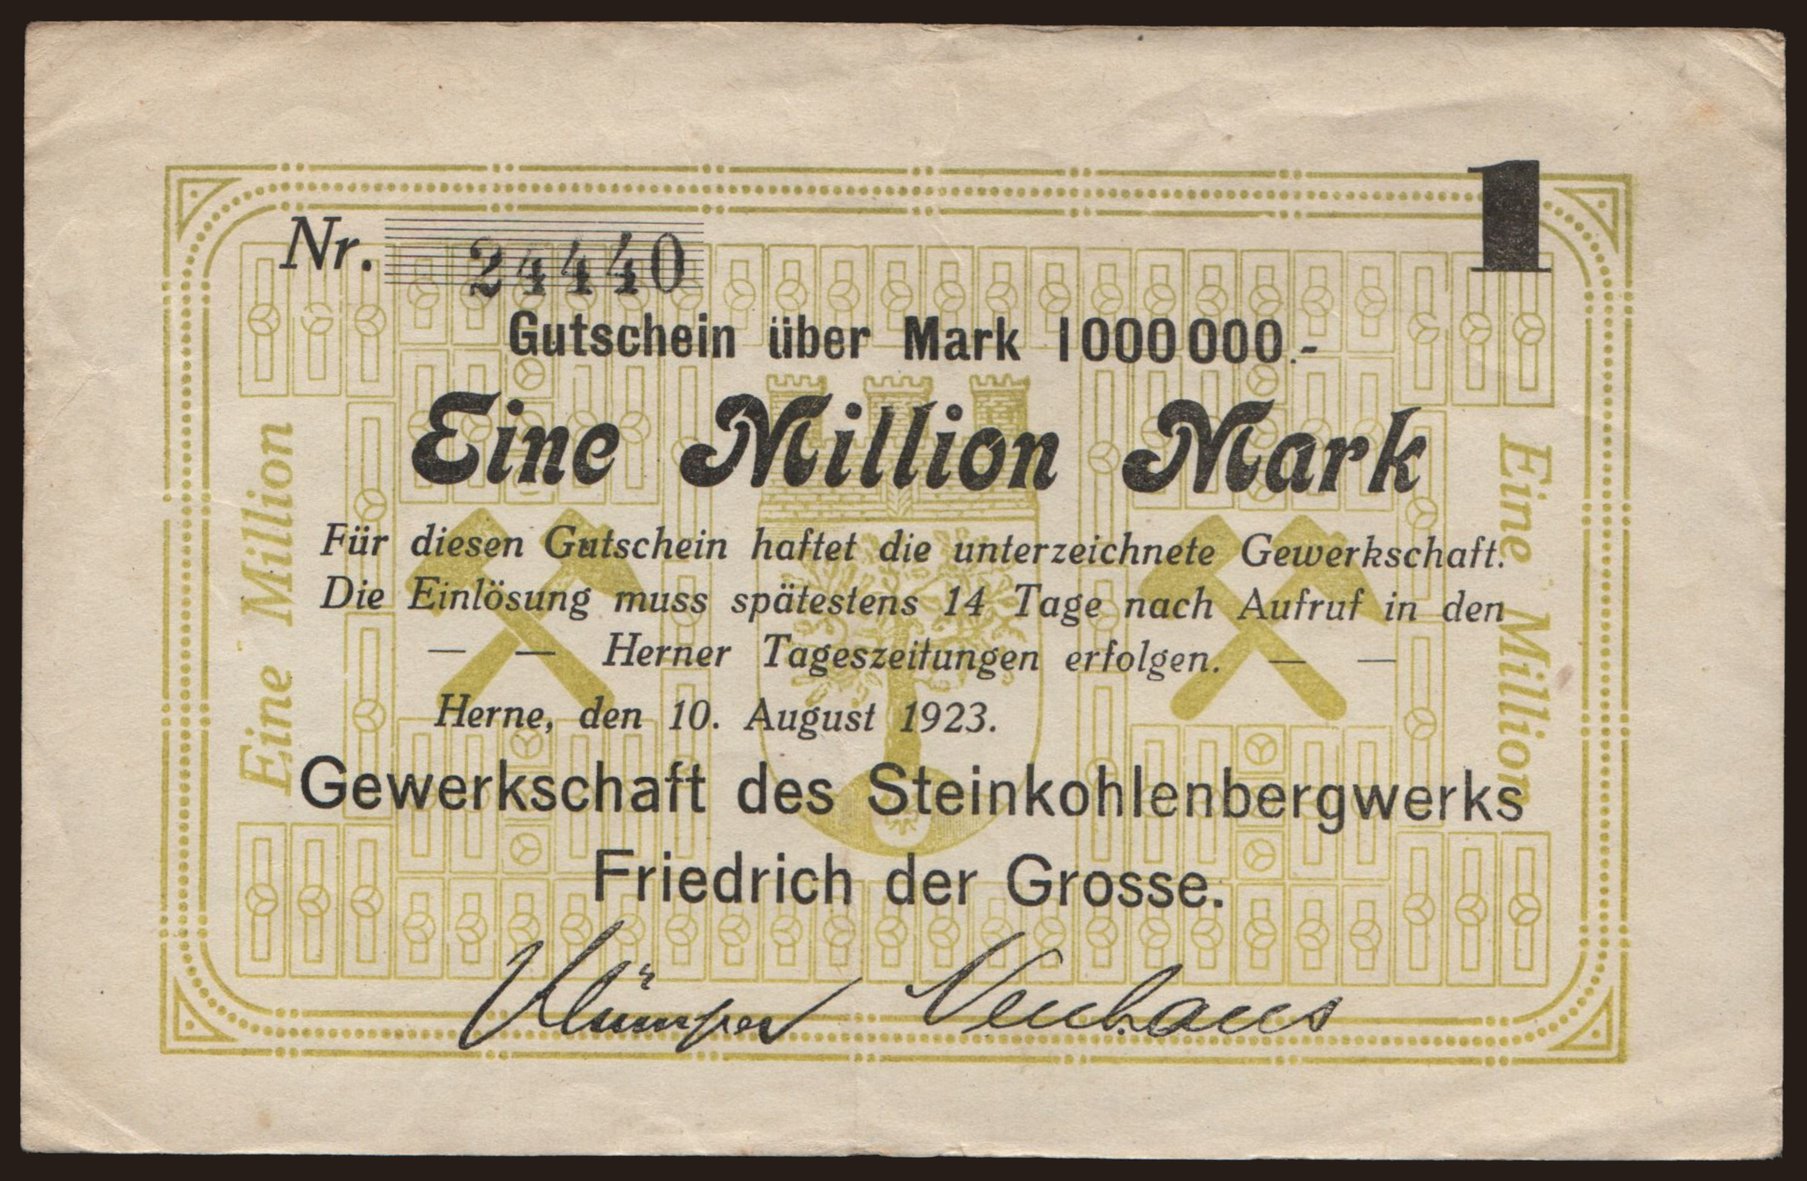 Nr. 24440
1
Gutschein über Mark 1000000.-
Eine Million Mark
Für diesen Gutschein haftet die unterzeichnete Gewerkschaft.
Die Einlösung muss spätestens 14 Tage nach Aufruf in den
— — Herner Tageszeitungen erfolgen. — —
Herne, den 10. August 1923.
Gewerkschaft des Steinkohlenbergwerks
Friedrich der Grosse.
Klümper Neuhaus
Eine Million
Eine Million